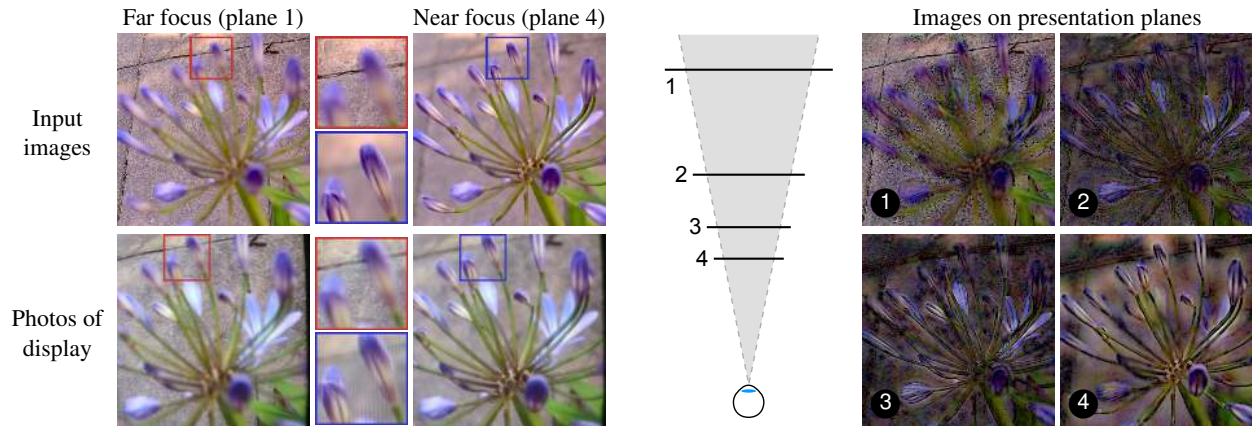 Far focus (plane 1)
Near focus (plane 4)
Images on presentation planes
Input
images
Photos of
display
1
2
3
4
1
2
3
4